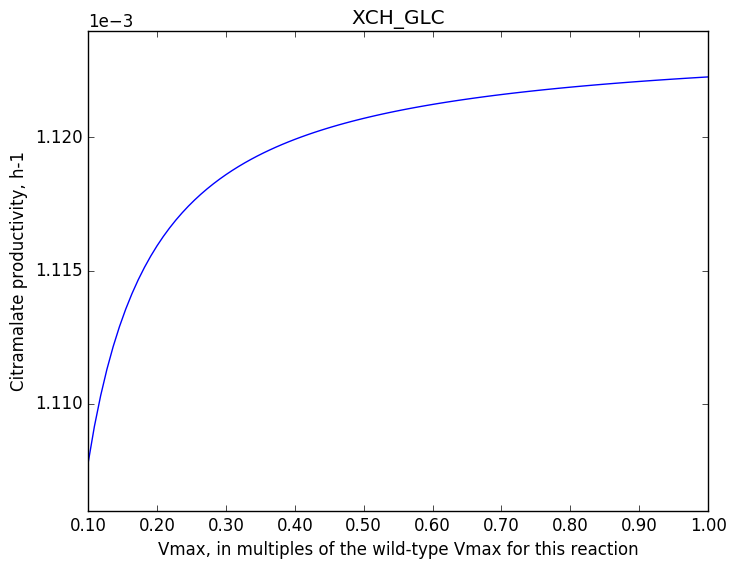 XCH_GLC
1e−3
1.120
1.115
1.110
Citramalate productivity, h-1
0.10 0.20 0.30 0.40 0.50 0.60 0.70 0.80 0.90 1.00
Vmax, in multiples of the wild-type Vmax for this reaction